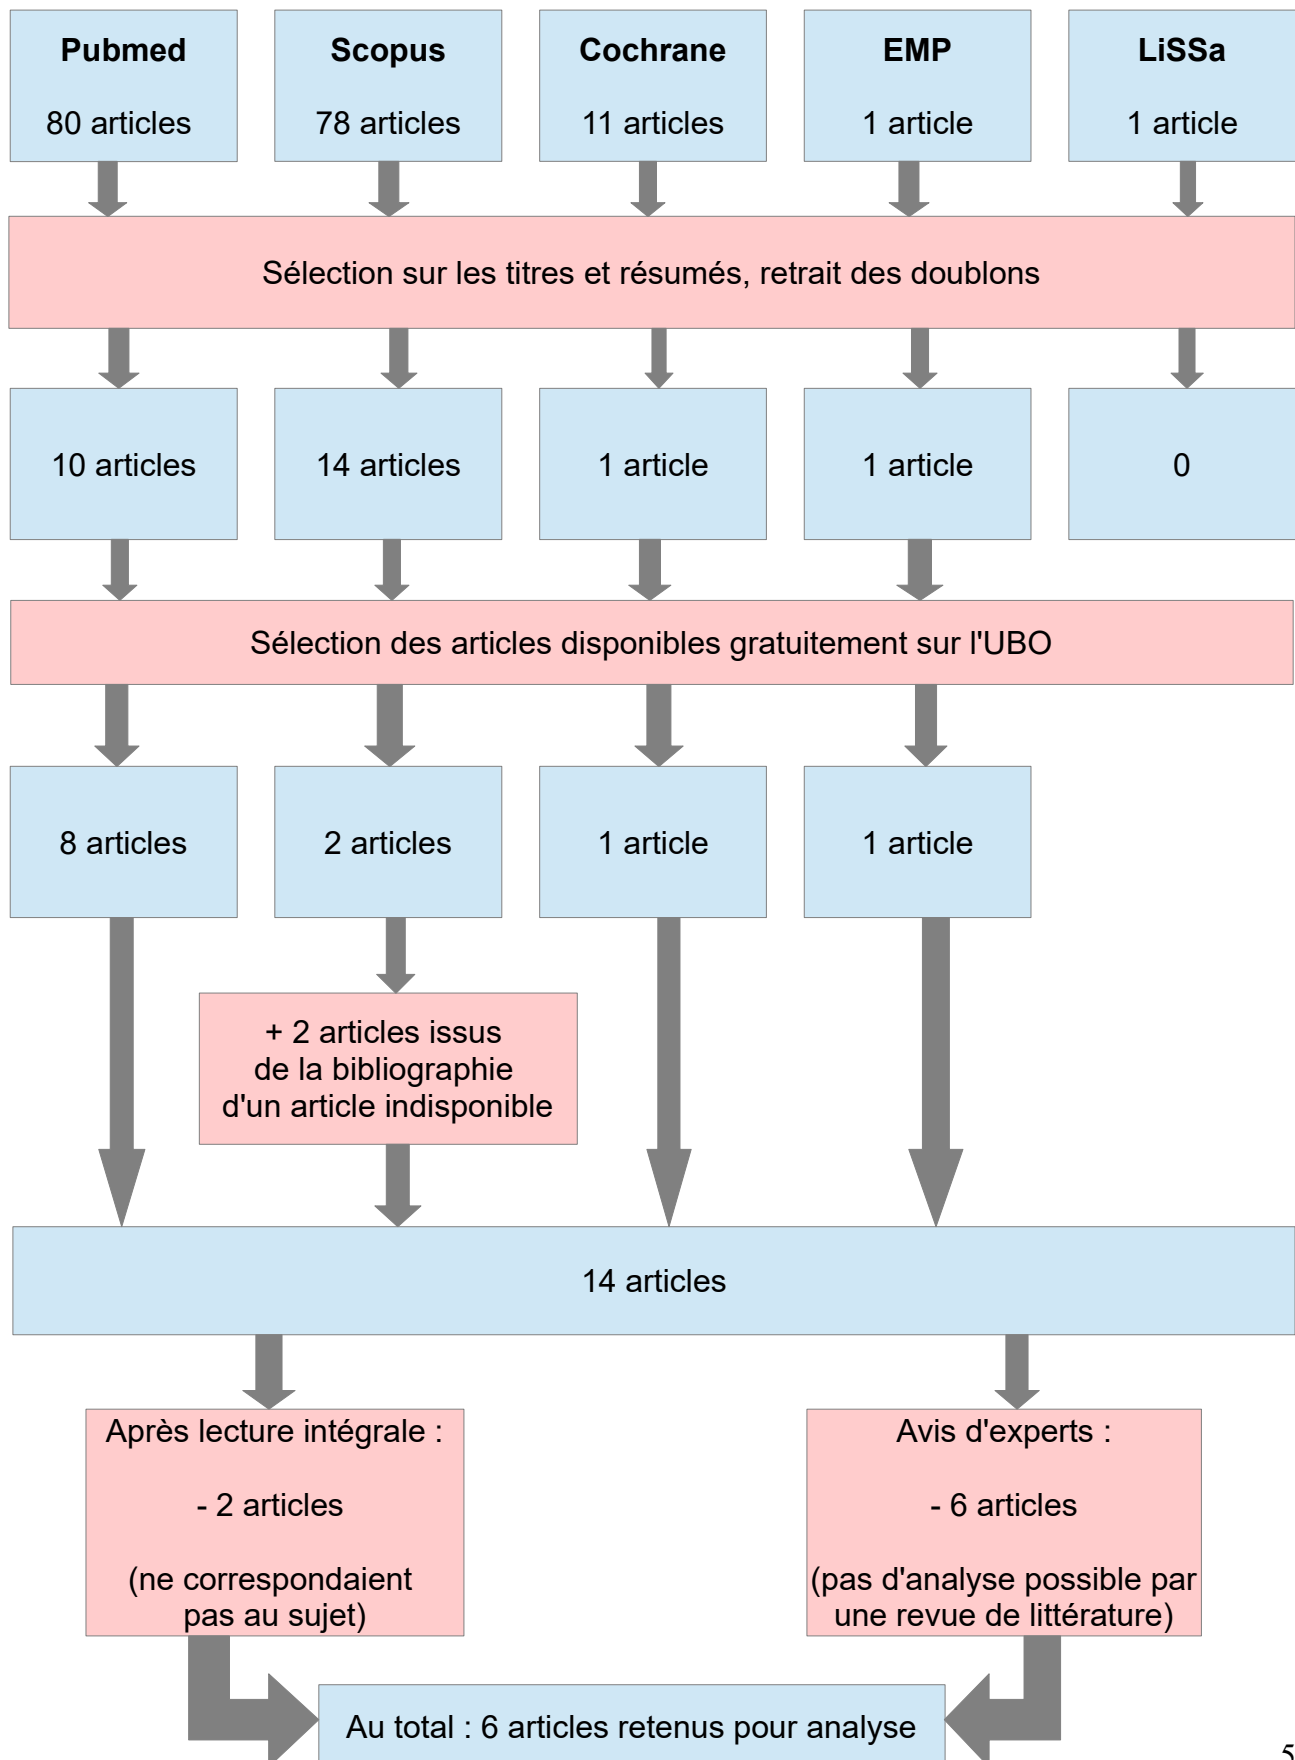 Pubmed
80 articles
Scopus
78 articles
Cochrane
11 articles
EMP
1 article
LiSSa
1 article
Sélection sur les titres et résumés, retrait des doublons
10 articles
14 articles
1 article
1 article
0
Sélection des articles disponibles gratuitement sur l'UBO
8 articles
2 articles
1 article
1 article
+ 2 articles issus
de la bibliographie
d'un article indisponible
14 articles
Après lecture intégrale :
- 2 articles
(ne correspondaient
pas au sujet)
Avis d'experts :
- 6 articles
(pas d'analyse possible par
une revue de littérature)
Au total : 6 articles retenus pour analyse
5